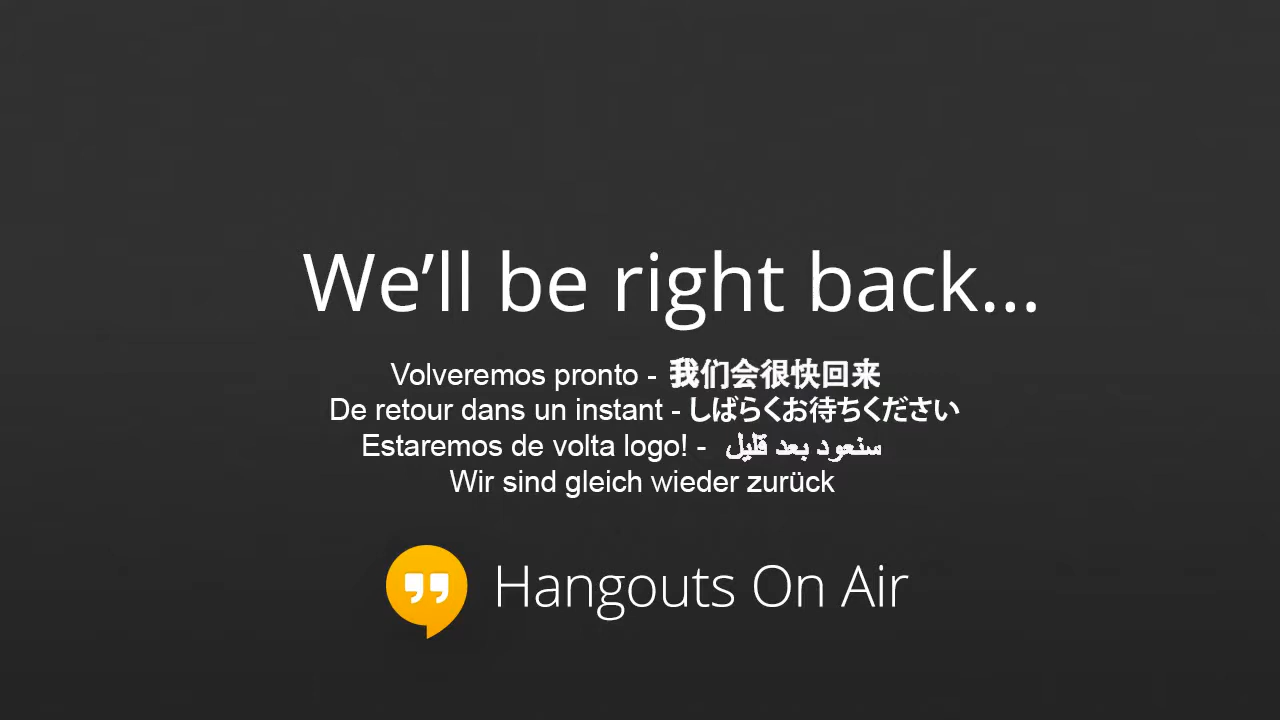 We’ll be right back...
Volveremos pronto - 我们会很快回来
De retour dans un instant - しばらくお待ちください
Estaremos de volta logo! - سنعود بعد قليل
Wir sind gleich wieder zurück
Hangouts On Air